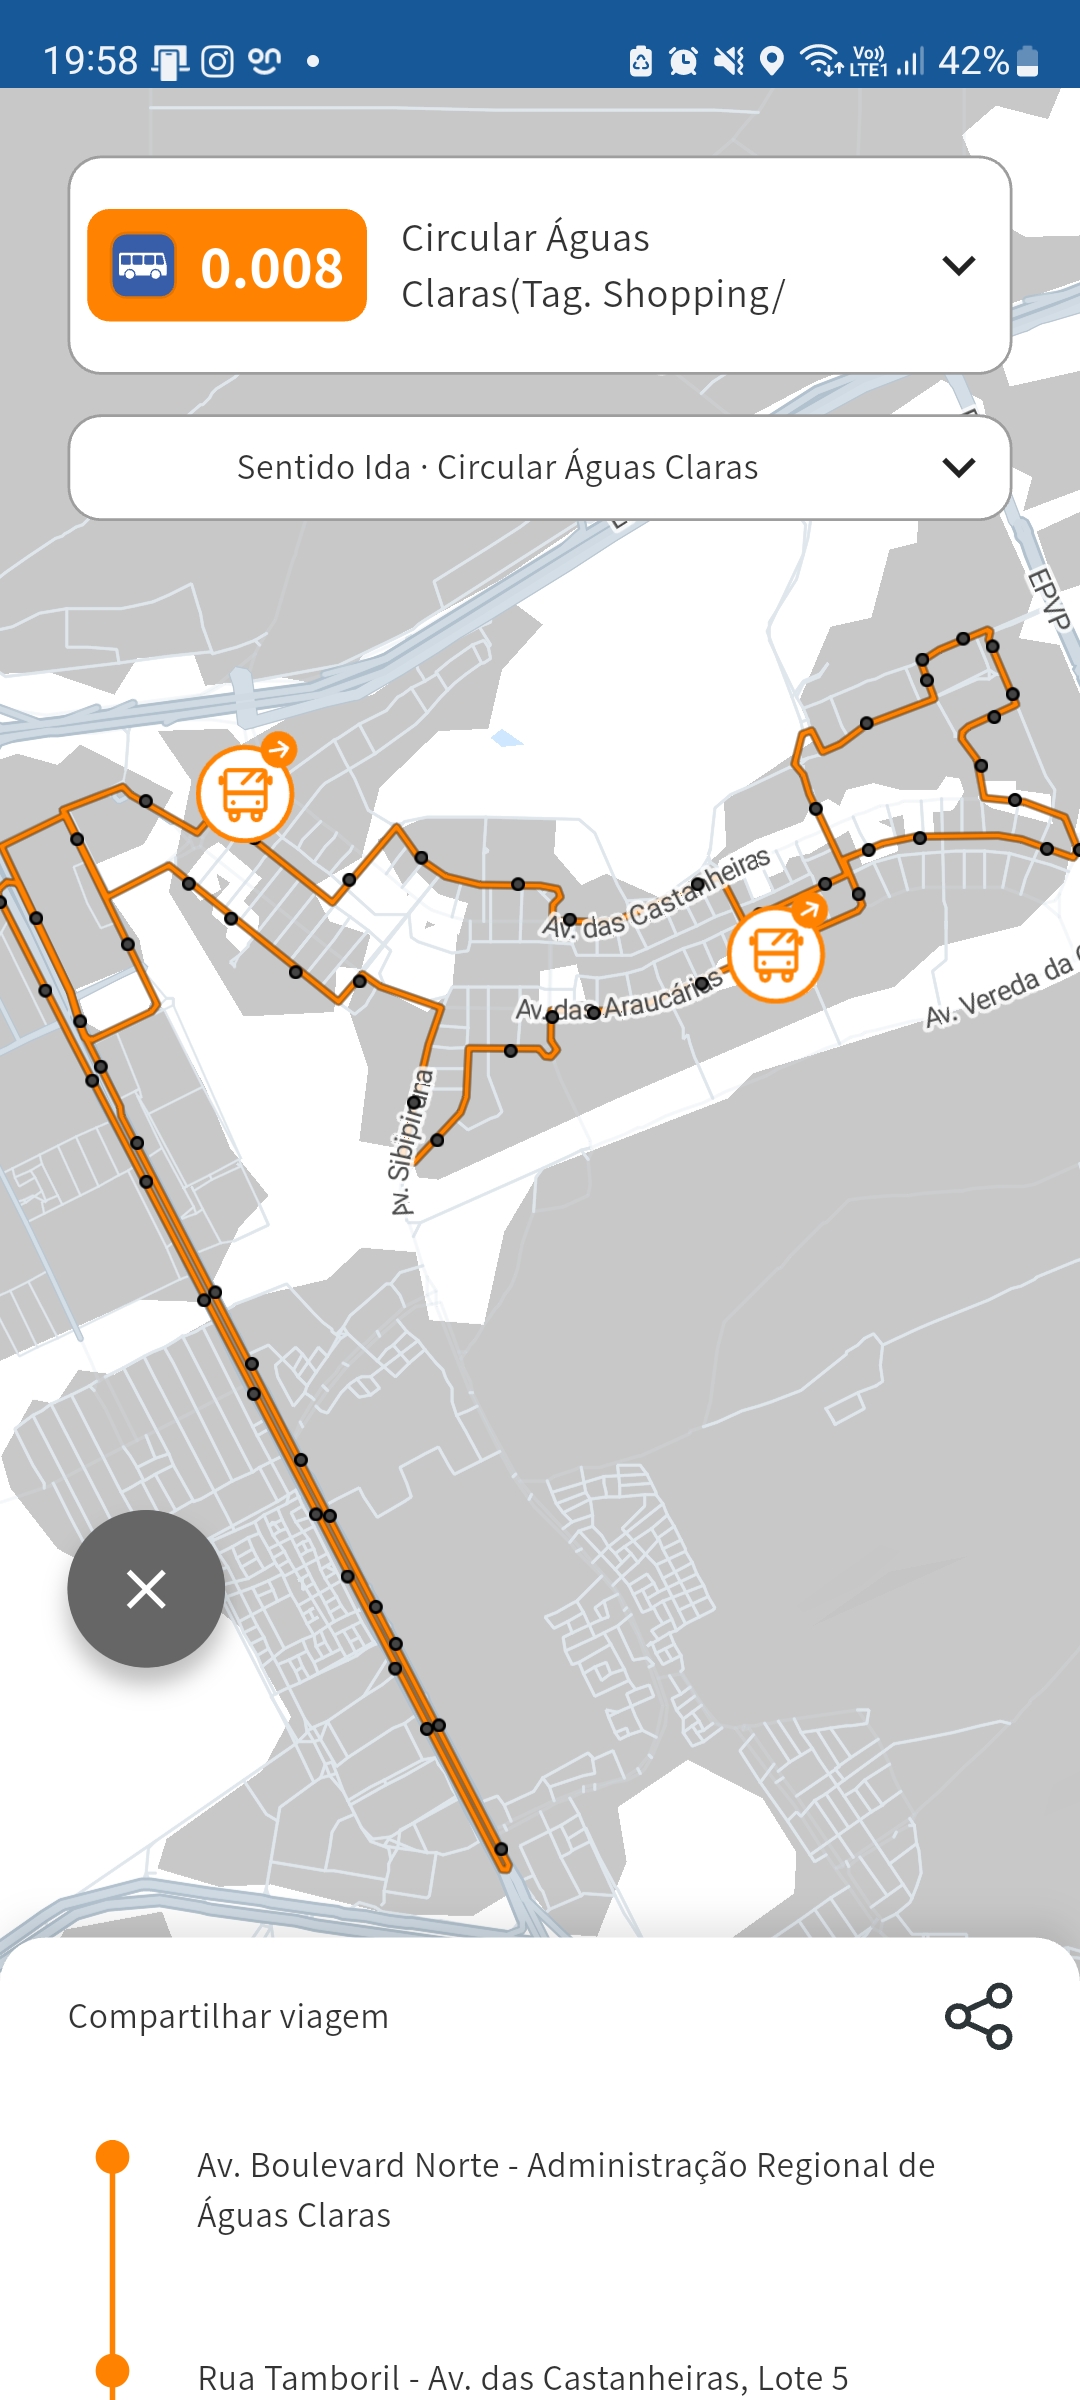 19:58
Vo))
LTE1
42%
0.008
Circular Águas
Claras(Tag. Shopping/
Sentido Ida · Circular Águas Claras
EPVP
Av. das Castanheiras
Av. das Araucárias
Av. Vereda da
Av. Sibipiruna
Compartilhar viagem
Av. Boulevard Norte - Administração Regional de
Águas Claras
Rua Tamboril - Av. das Castanheiras, Lote 5